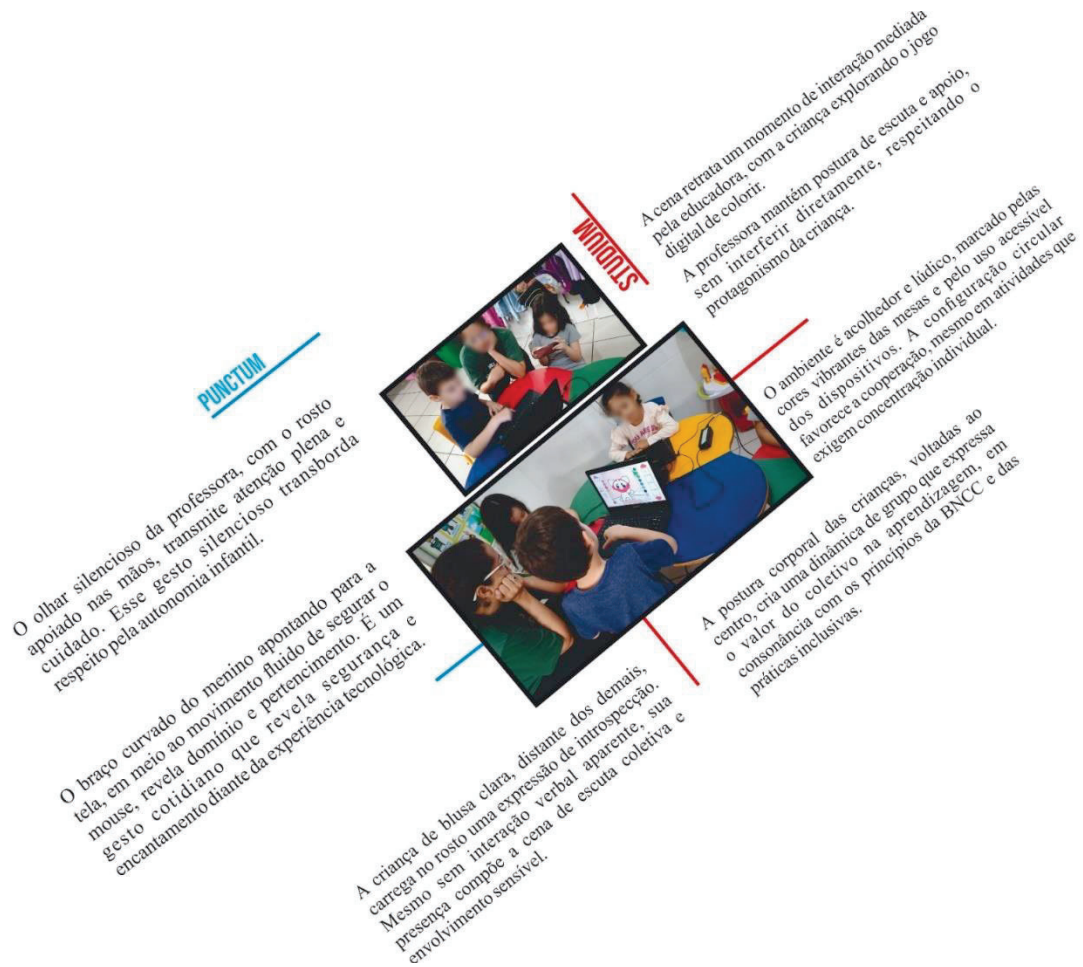 STUDIUM
A cena retrata um momento de interação mediada
pela educadora, com a criança explorando o jogo
digital de colorir.
A professora mantém postura de escuta e apoio,
sem interferir diretamente, respeitando o
protagonismo da criança.
O ambiente é acolhedor e lúdico, marcado pelas
cores vibrantes das mesas e pelo uso acessível
dos dispositivos. A configuração circular
favorece a cooperação, mesmo em atividades que
exigem concentração individual.
A postura corporal das crianças, voltadas ao
centro, cria uma dinâmica de grupo que expressa
o valor do coletivo na aprendizagem, em
consonância com os princípios da BNCC e das
práticas inclusivas.
PUNCTUM
O olhar silencioso da professora, com o rosto
apoiado nas mãos, transmite atenção plena e
cuidado. Esse gesto silencioso transborda
respeito pela autonomia infantil.
O braço curvado do menino apontando para a
tela, em meio ao movimento fluido de segurar o
mouse, revela domínio e pertencimento. É um
gesto cotidiano que revela segurança e
encantamento diante da experiência tecnológica.
A criança de blusa clara, distante dos demais,
carrega no rosto uma expressão de introspecção.
Mesmo sem interação verbal aparente, sua
presença compõe a cena de escuta coletiva e
envolvimento sensível.